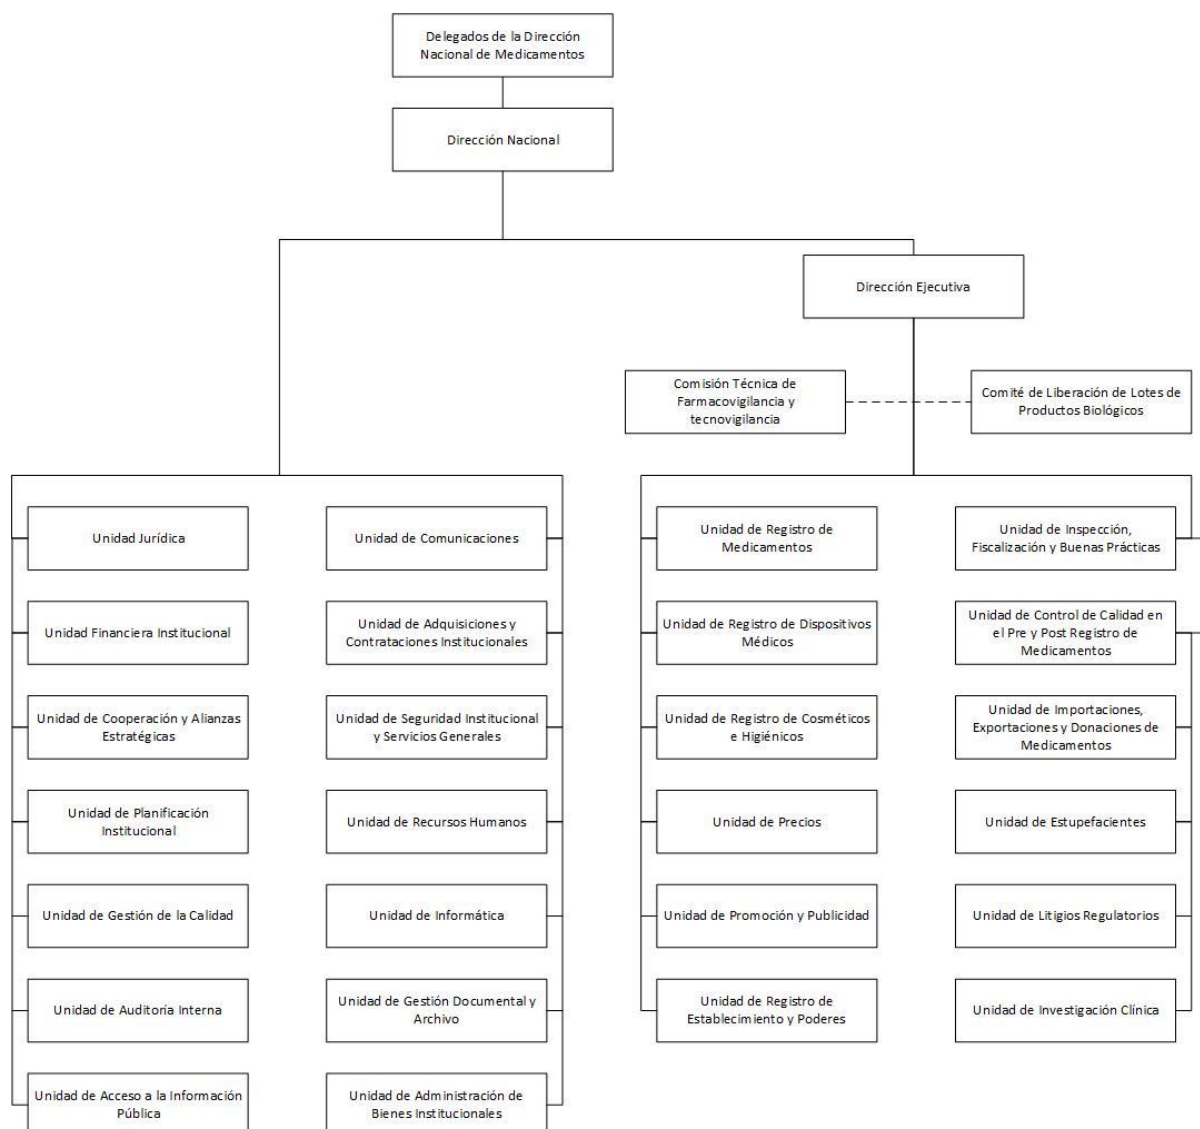 Delegados de la Dirección
Nacional de Medicamentos
Dirección Nacional
Dirección Ejecutiva
Comisión Técnica de
Farmacovigilancia y
tecnovigilancia
Comité de Liberación de Lotes de
Productos Biológicos
Unidad Jurídica
Unidad de Comunicaciones
Unidad de Registro de
Medicamentos
Unidad de Inspección,
Fiscalización y Buenas Prácticas
Unidad Financiera Institucional
Unidad de Adquisiciones y
Contrataciones Institucionales
Unidad de Registro de Dispositivos
Médicos
Unidad de Control de Calidad en
el Pre y Post Registro de
Medicamentos
Unidad de Cooperación y Alianzas
Estratégicas
Unidad de Seguridad Institucional
y Servicios Generales
Unidad de Registro de Cosméticos
e Higiénicos
Unidad de Importaciones,
Exportaciones y Donaciones de
Medicamentos
Unidad de Planificación
Institucional
Unidad de Recursos Humanos
Unidad de Precios
Unidad de Estupefacientes
Unidad de Gestión de la Calidad
Unidad de Informática
Unidad de Promoción y Publicidad
Unidad de Litigios Regulatorios
Unidad de Auditoría Interna
Unidad de Gestión Documental y
Archivo
Unidad de Registro de
Establecimiento y Poderes
Unidad de Investigación Clínica
Unidad de Acceso a la Información
Pública
Unidad de Administración de
Bienes Institucionales